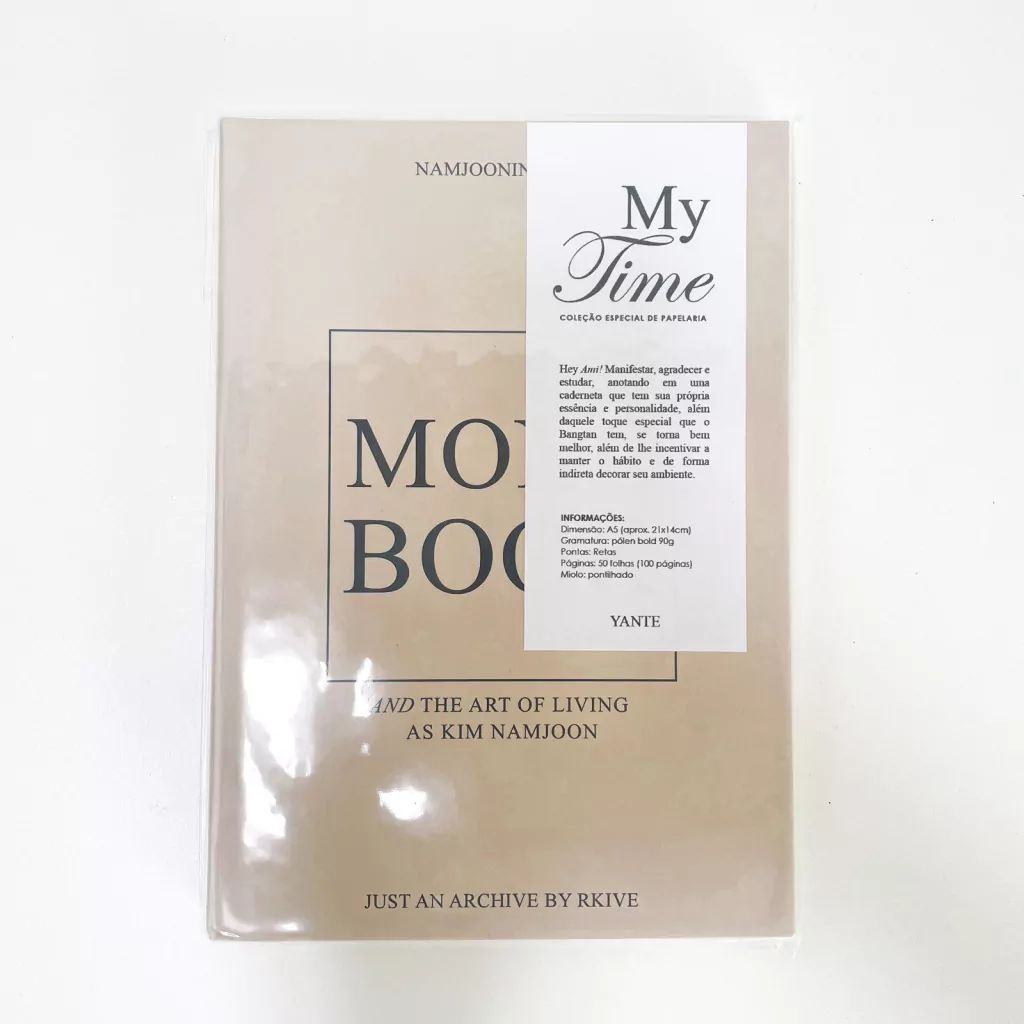 NAMJOONIN
MO
BOO
AND THE ART OF LIVING
AS KIM NAMJOON
JUST AN ARCHIVE BY RKIVE
My
Time
COLEÇÃO ESPECIAL DE PAPELARIA
Hey Ami! Manifestar, agradecer e
estudar, anotando em uma
caderneta que tem sua própria
essência e personalidade, além
daquele toque especial que o
Bangtan tem, se torna bem
melhor, além de lhe incentivar a
manter o hábito e de forma
indireta decorar seu ambiente.
INFORMAÇÕES:
Dimensão: A5 (aprox. 21x14cm)
Gramatura: pólen bold 90g
Pontas: Retas
Páginas: 50 folhas (100 páginas)
Miolo: pontilhado
YANTE